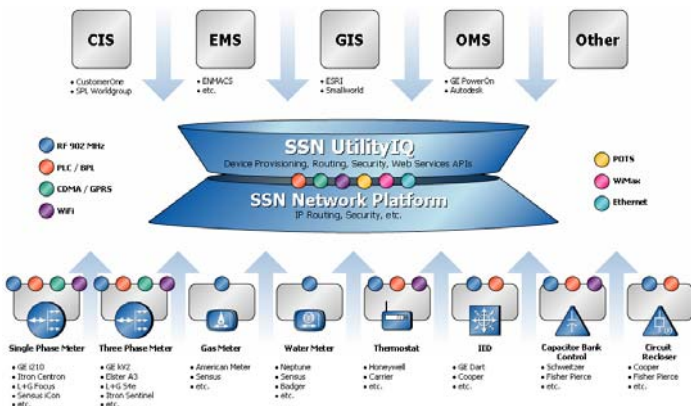 CIS
EMS
GIS
OMS
Other
• CustomerOne
• SPL Worldgroup
• ENMACS
• etc.
• ESRI
• Smallworld
• GE PowerOn
• Autodesk
SSN UtilityIQ
Device Provisioning, Routing, Security, Web Services APIs
SSN Network Platform
IP Routing, Security, etc.
RF 902 MHz
PLC / BPL
CDMA / GPRS
WiFi
POTS
WiMax
Ethernet
Single Phase Meter
• GE i210
• Itron Centron
• L+G Focus
• Sensus iCon
• etc.
Three Phase Meter
• GE kV2
• Elster A3
• L+G S4e
• Itron Sentinel
• etc.
Gas Meter
• American Meter
• Sensus
• etc.
Water Meter
• Neptune
• Sensus
• Badger
• etc.
Thermostat
• Honeywell
• Carrier
• etc.
IED
• GE Dart
• Cooper
• etc.
Capacitor Bank
Control
• Schweitzer
• Fisher Pierce
• etc.
Circuit
Recloser
• Cooper
• Fisher Pierce
• etc.